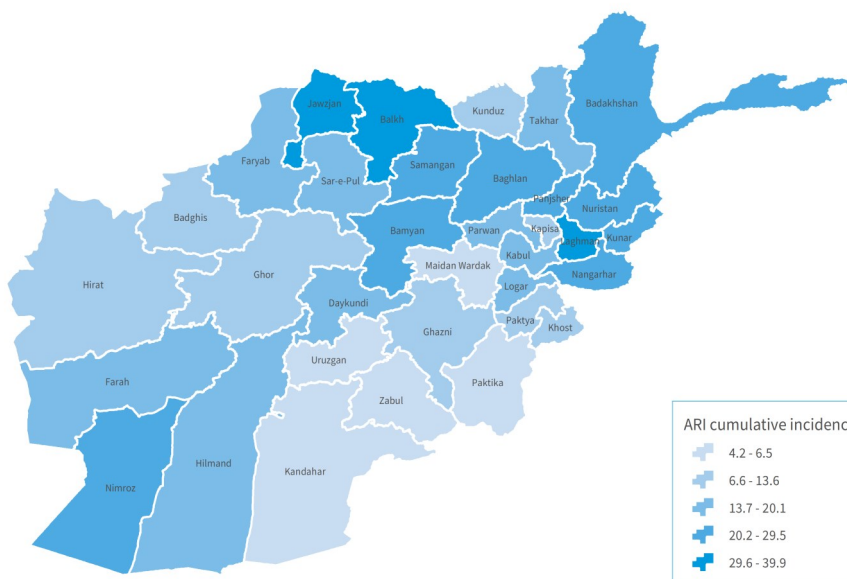 Jawzjan
Balkh
Kunduz
Takhar
Badakhshan
Faryab
Sar-e-Pul
Samangan
Baghlan
Panjsher
Nuristan
Badghis
Bamyan
Parwan
Kapisa
Laghman
Kunar
Hirat
Ghor
Maidan Wardak
Kabul
Nangarhar
Daykundi
Logar
Ghazni
Paktya
Khost
Uruzgan
Farah
Zabul
Paktika
Hilmand
Kandahar
Nimroz
ARI cumulative incidenc
4.2 - 6.5
6.6 - 13.6
13.7 - 20.1
20.2 - 29.5
29.6 - 39.9